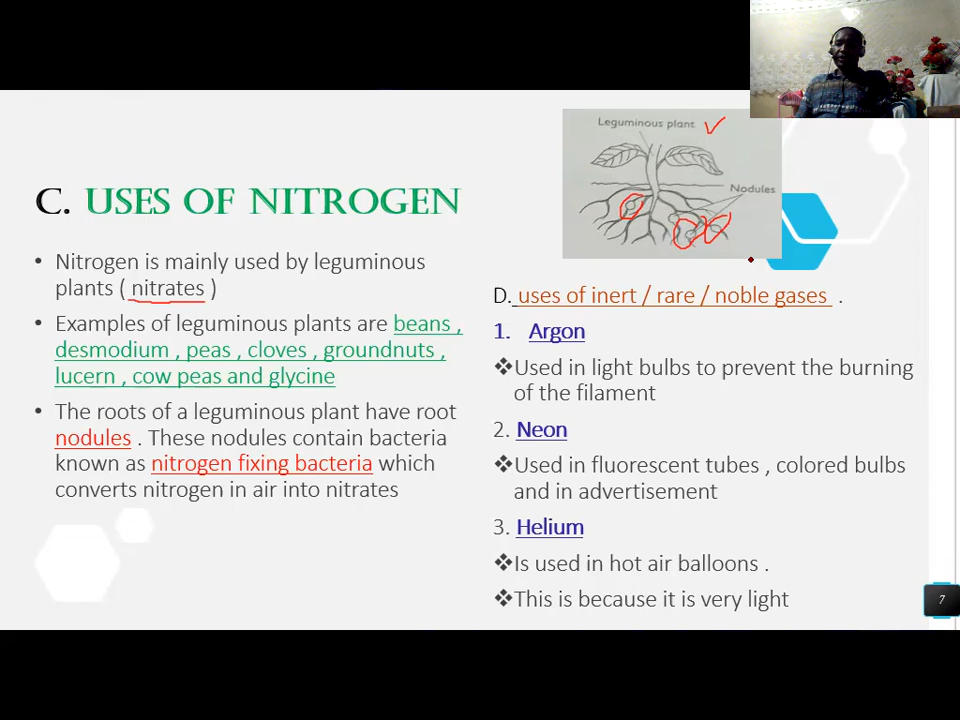 C. USES OF NITROGEN
• Nitrogen is mainly used by leguminous
plants ( nitrates )
• Examples of leguminous plants are beans ,
desmodium , peas , cloves , groundnuts ,
lucern , cow peas and glycine
• The roots of a leguminous plant have root
nodules . These nodules contain bacteria
known as nitrogen fixing bacteria which
converts nitrogen in air into nitrates
Leguminous plant
Nodules
D. uses of inert / rare / noble gases .
1. Argon
❖Used in light bulbs to prevent the burning
of the filament
2. Neon
❖Used in fluorescent tubes , colored bulbs
and in advertisement
3. Helium
❖Is used in hot air balloons .
❖This is because it is very light
7